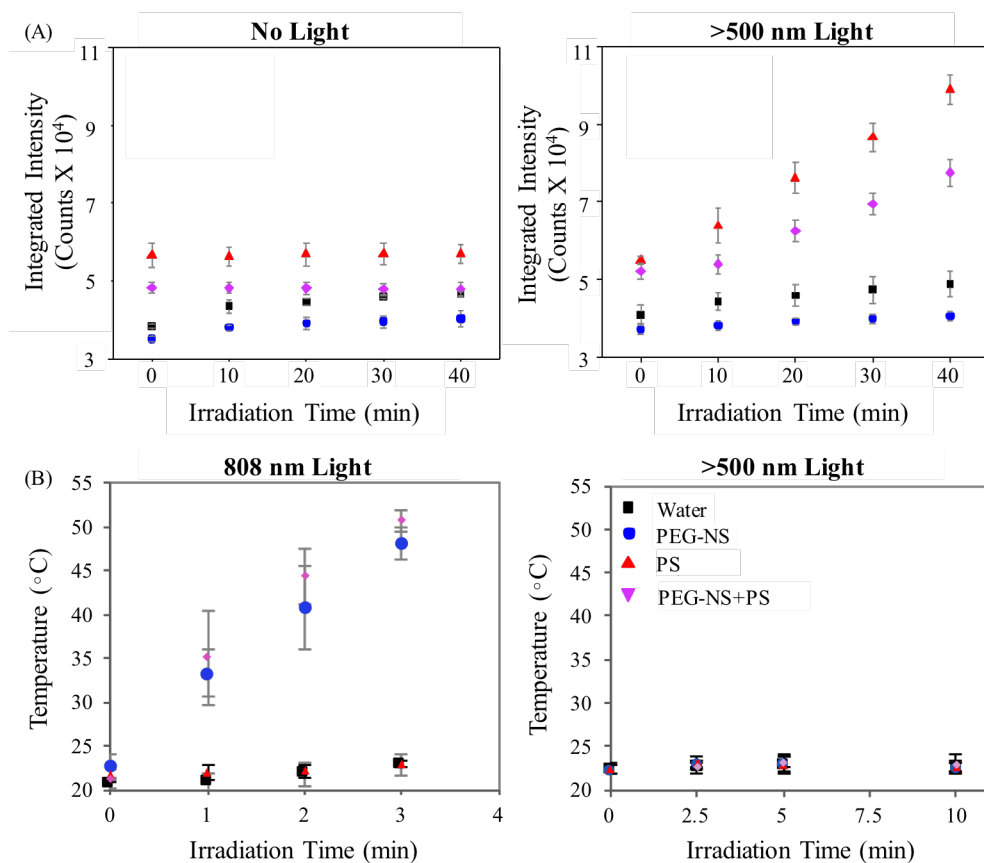 (A)
No Light
>500 nm Light
Integrated Intensity
(Counts X 10⁴)
11
9
7
5
3
0 10 20 30 40
Irradiation Time (min)
Integrated Intensity
(Counts X 10⁴)
11
9
7
5
3
0 10 20 30 40
Irradiation Time (min)
(B)
808 nm Light
>500 nm Light
Temperature (°C)
55
50
45
40
35
30
25
20
0 1 2 3 4
Irradiation Time (min)
Temperature (°C)
55
50
45
40
35
30
25
20
0 2.5 5 7.5 10
Irradiation Time (min)
Water
PEG-NS
PS
PEG-NS+PS